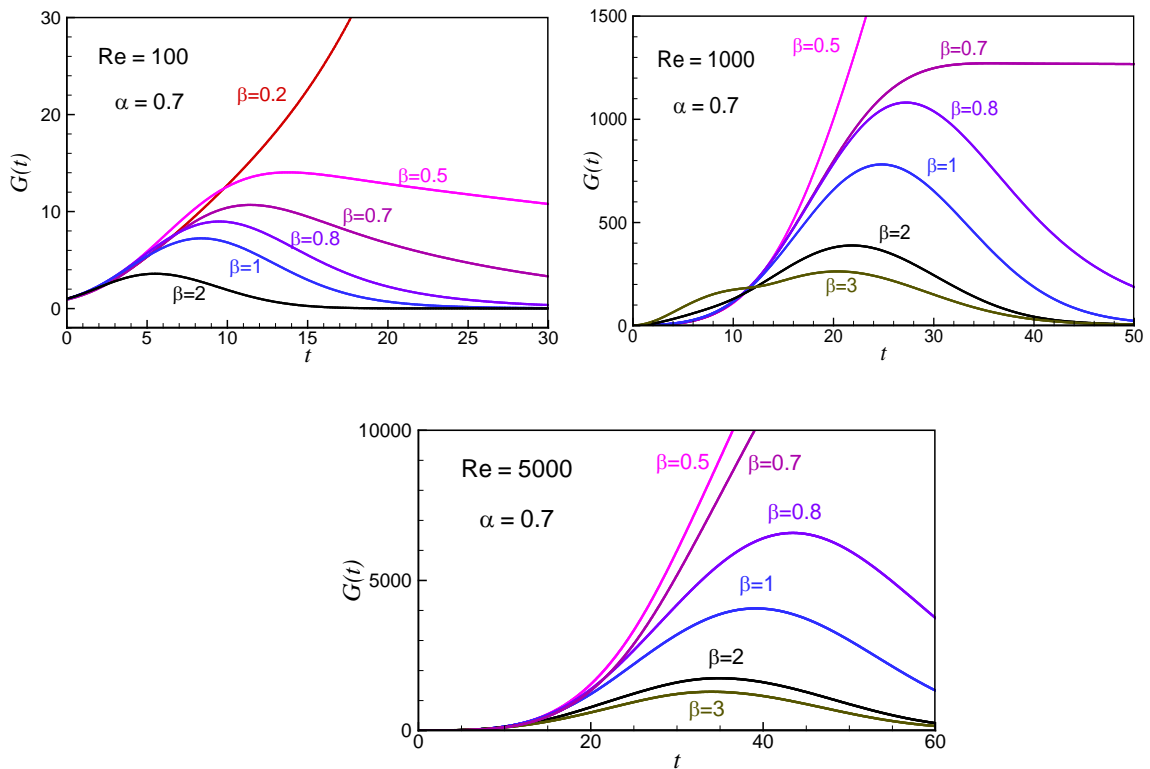 30
Re = 100
α = 0.7
β=0.2
20
G(t)
β=0.5
10
β=0.7
β=0.8
β=1
β=2
0
0 5 10 15 20 25 30
t
1500
β=0.5
β=0.7
Re = 1000
α = 0.7
β=0.8
1000
G(t)
β=1
500
β=2
β=3
0
0 10 20 30 40 50
t
10000
Re = 5000
β=0.5 β=0.7
α = 0.7
β=0.8
G(t)
5000
β=1
β=2
β=3
0
0 20 40 60
t